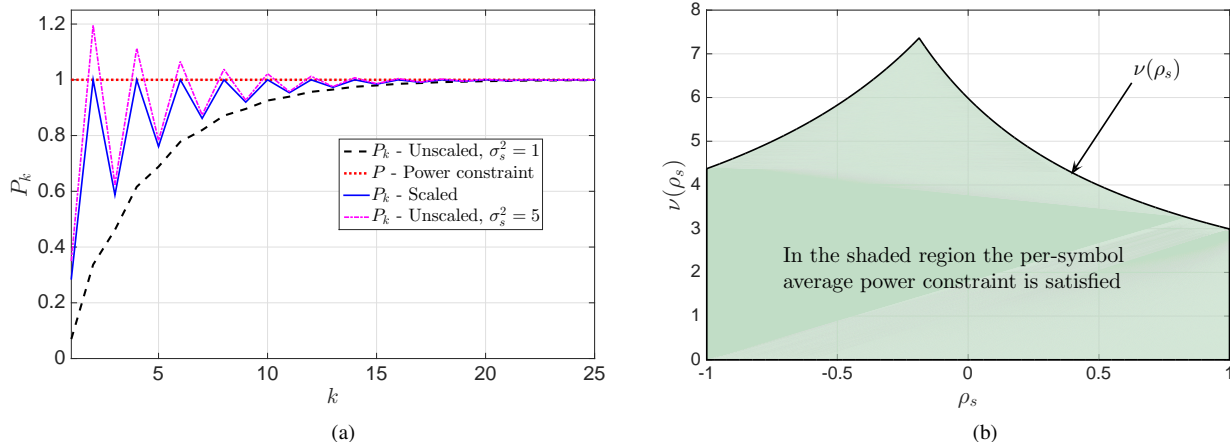 1.2
1
0.8
0.6
0.4
0.2
0
P_k
5
10
15
20
25
k
P_k - Unscaled, σ_s^2 = 1
P - Power constraint
P_k - Scaled
P_k - Unscaled, σ_s^2 = 5
(a)
8
7
6
5
4
3
2
1
0
ν(ρ_s)
ν(ρ_s)
In the shaded region the per-symbol
average power constraint is satisfied
-1
-0.5
0
0.5
1
ρ_s
(b)